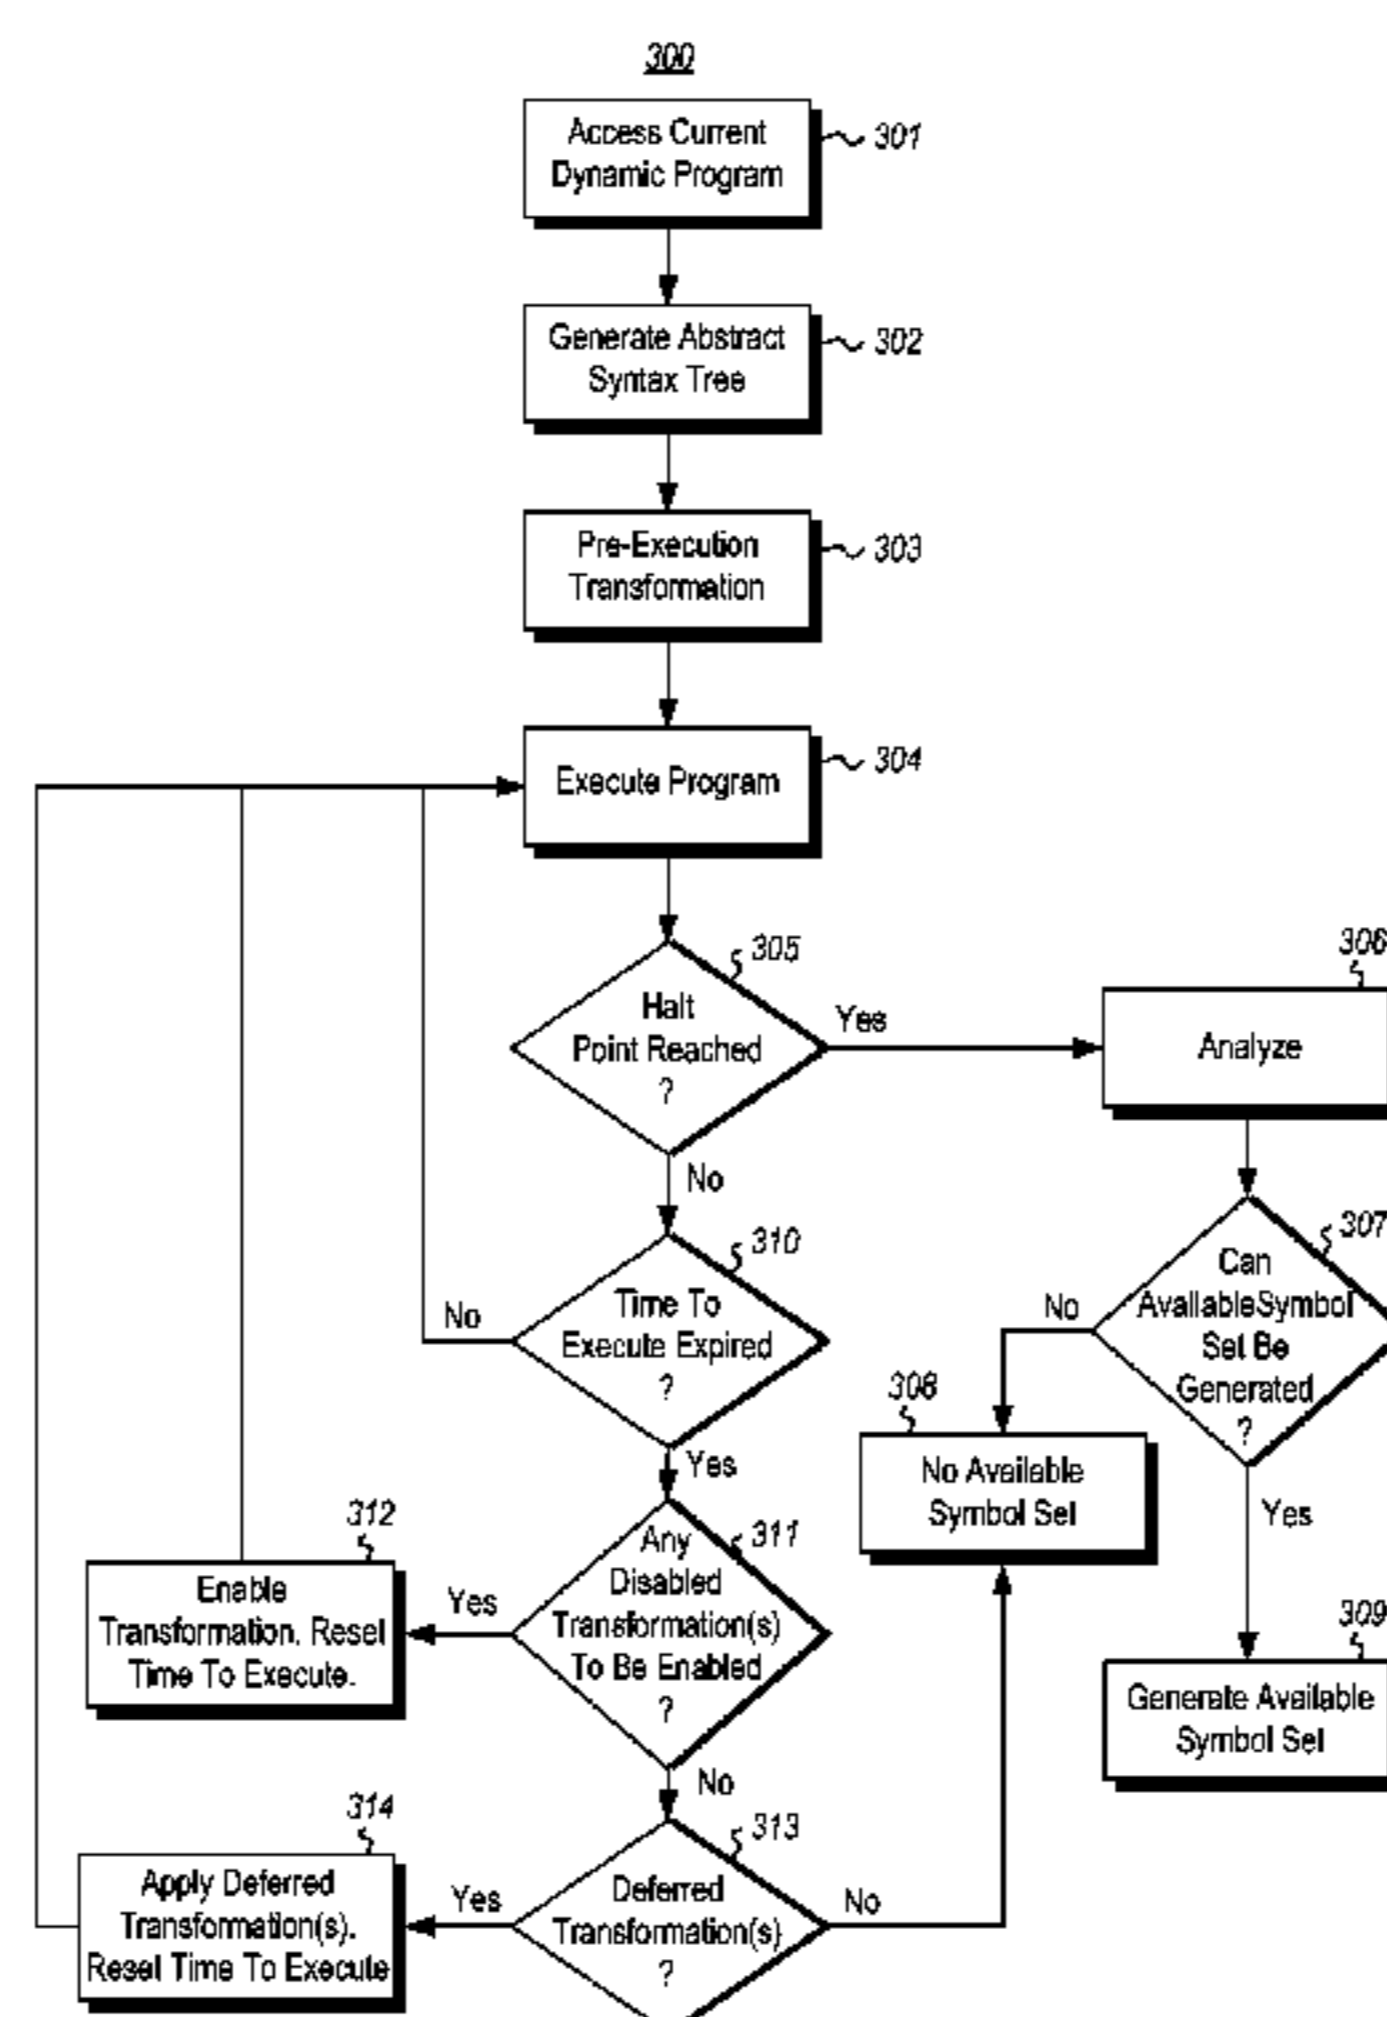 300
Access Current
Dynamic Program
301
Generate Abstract
Syntax Tree
302
Pre-Execution
Transformation
303
Execute Program
304
305
Halt
Point Reached
?
Yes
306
Analyze
No
310
Time To
Execute Expired
?
No
Yes
307
Can
AvailableSymbol
Set Be
Generated
?
No
Yes
308
No Available
Symbol Set
309
Generate Available
Symbol Set
311
Any
Disabled
Transformation(s)
To Be Enabled
?
Yes
312
Enable
Transformation. Reset
Time To Execute.
No
313
Deferred
Transformation(s)
?
No
Yes
314
Apply Deferred
Transformation(s).
Reset Time To Execute